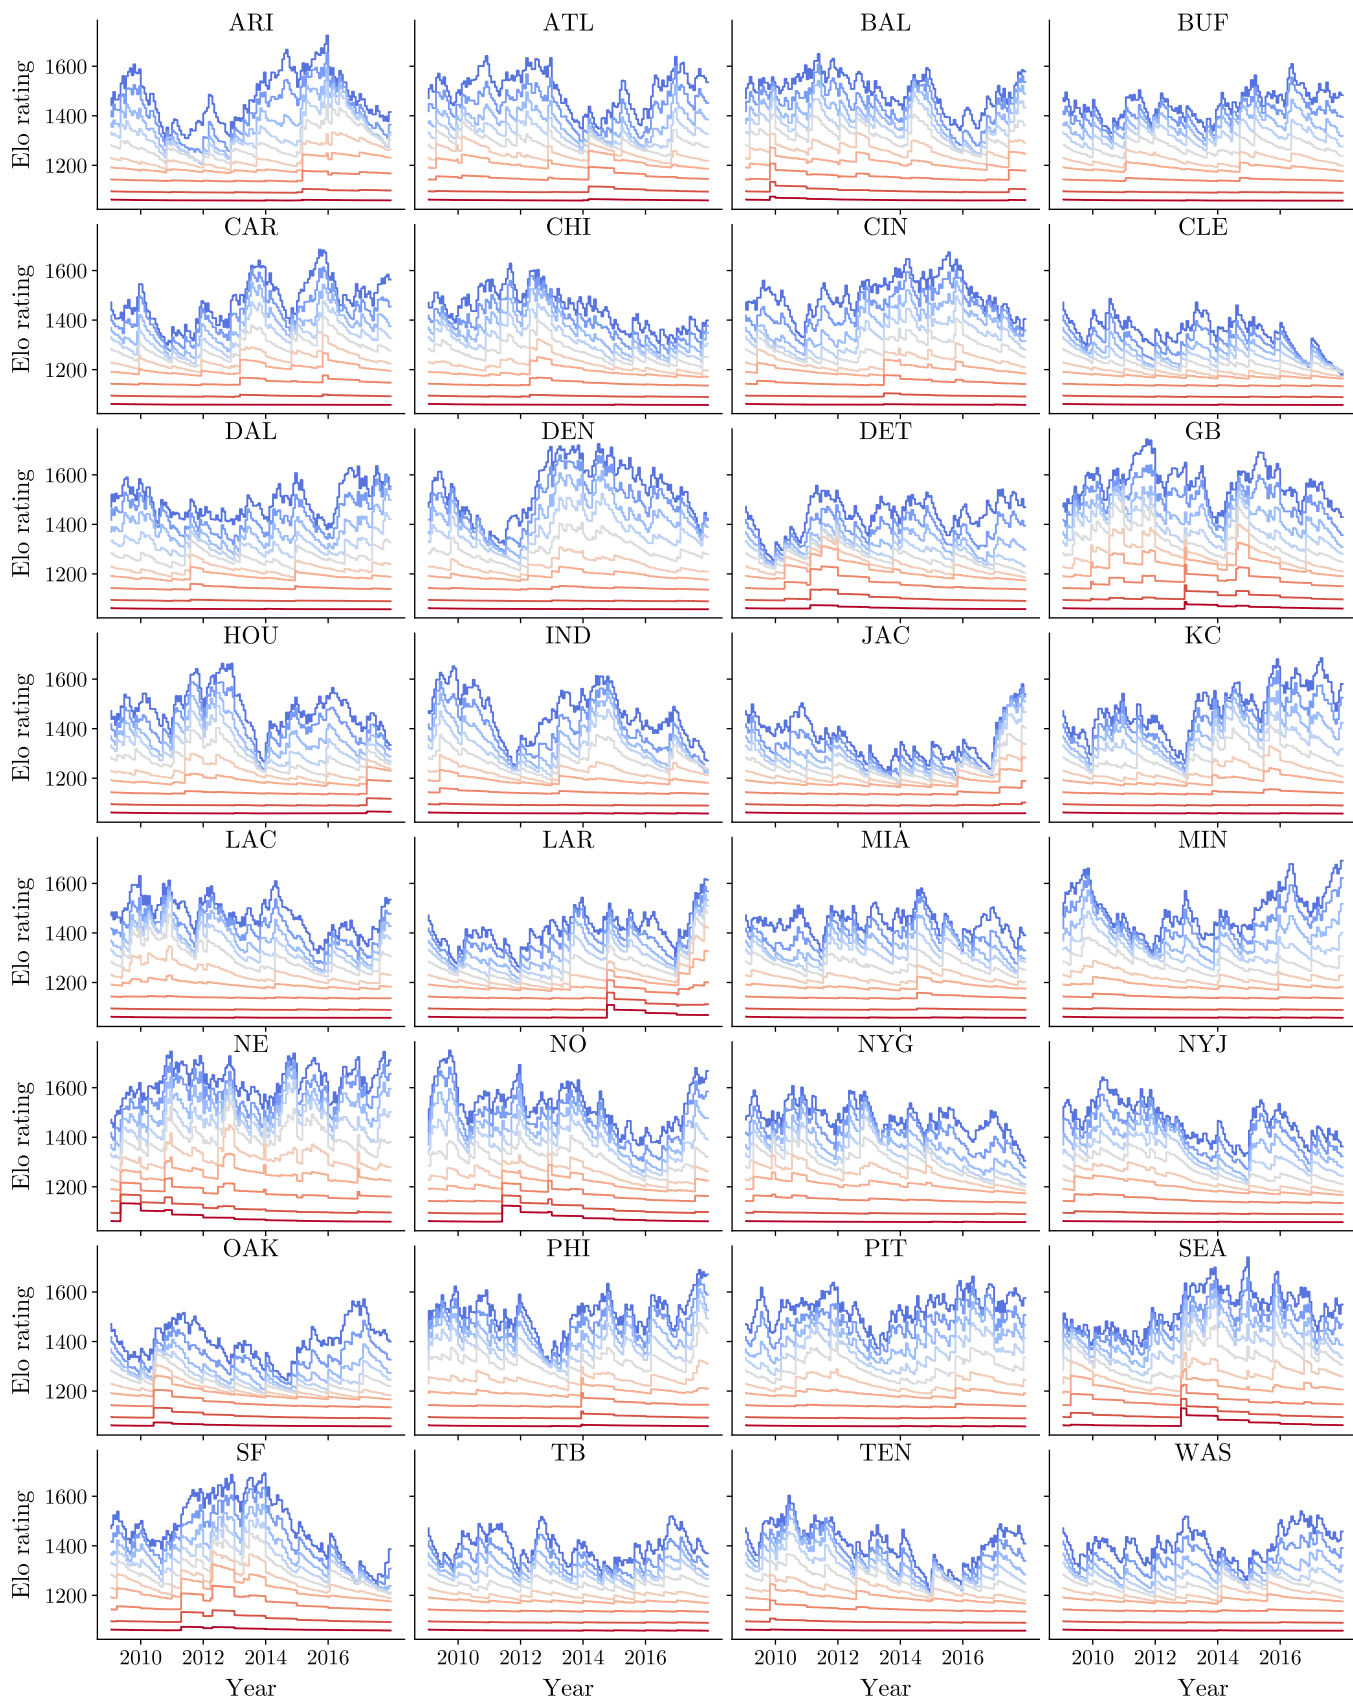 ARI ATL BAL BUF
Elo rating
1600
1400
1200
CAR CHI CIN CLE
Elo rating
1600
1400
1200
DAL DEN DET GB
Elo rating
1600
1400
1200
HOU IND JAC KC
Elo rating
1600
1400
1200
LAC LAR MIA MIN
Elo rating
1600
1400
1200
NE NO NYG NYJ
Elo rating
1600
1400
1200
OAK PHI PIT SEA
Elo rating
1600
1400
1200
SF TB TEN WAS
Elo rating
1600
1400
1200
2010 2012 2014 2016 2010 2012 2014 2016 2010 2012 2014 2016 2010 2012 2014 2016
Year Year Year Year